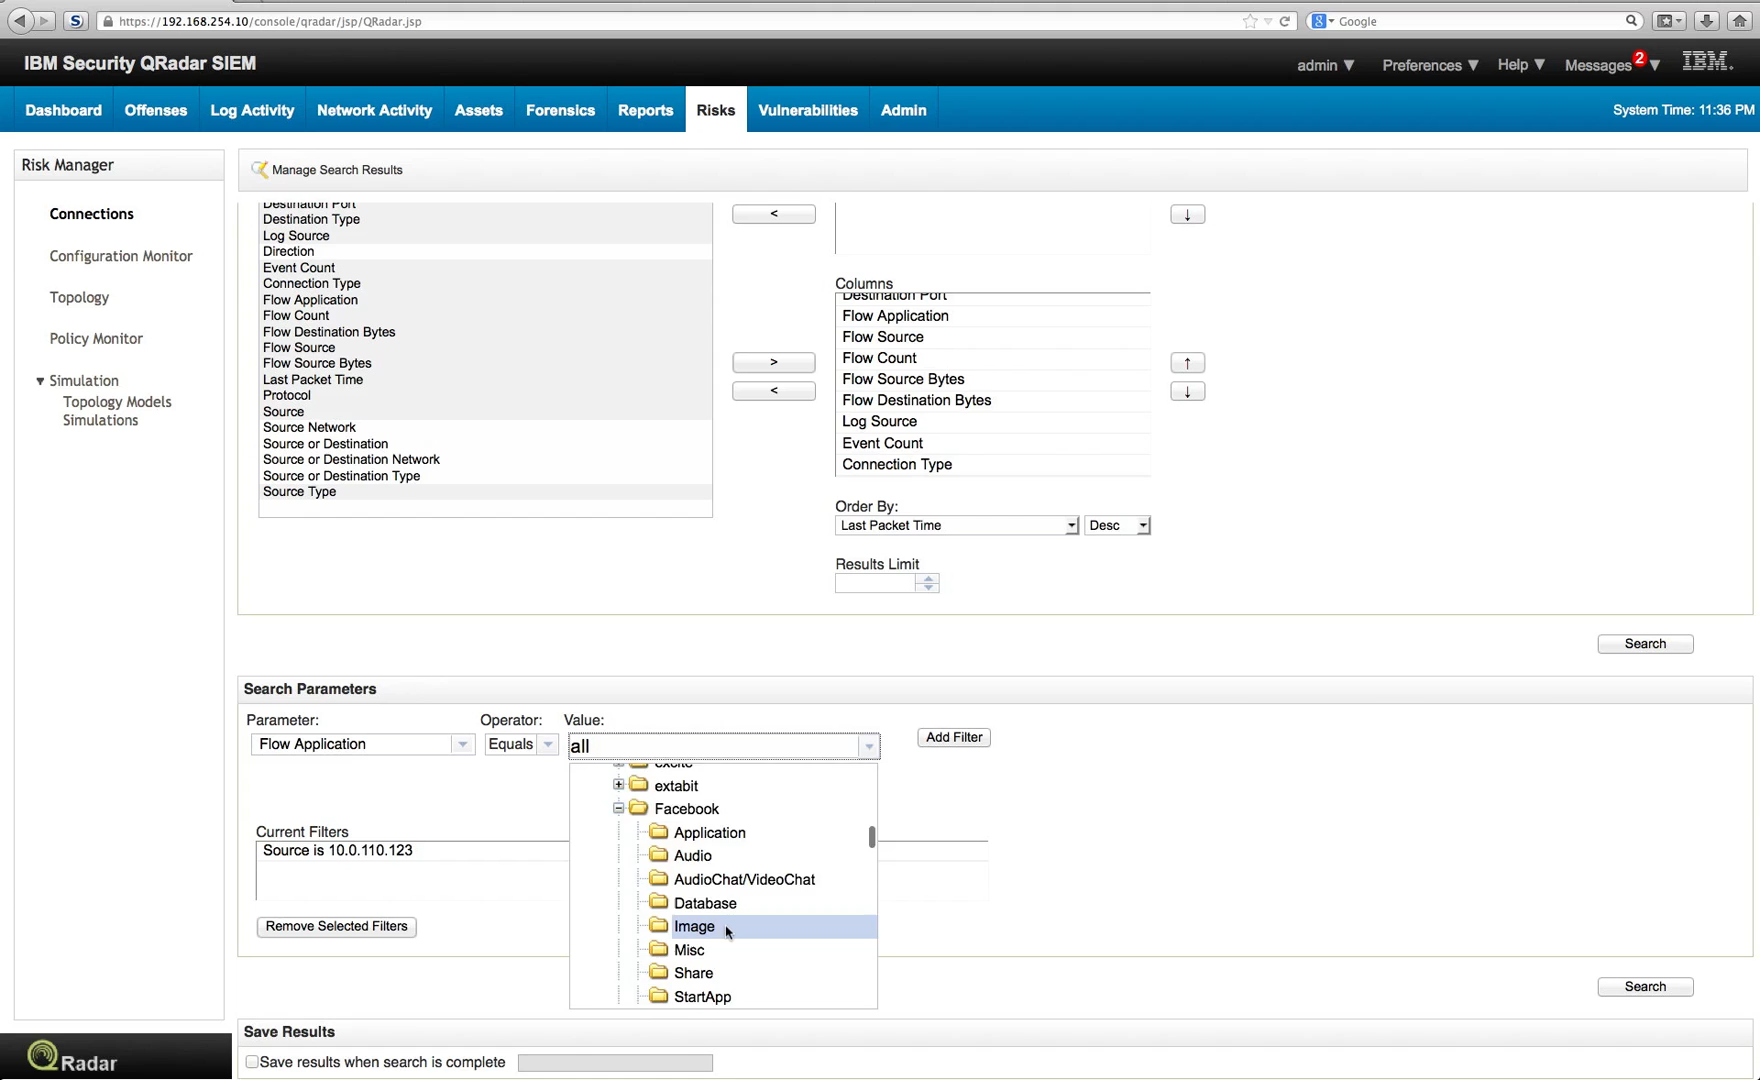 https://192.168.254.10/console/qradar/jsp/QRadar.jsp
Google
IBM Security QRadar SIEM
admin
Preferences
Help
Messages 2
IBM.
Dashboard
Offenses
Log Activity
Network Activity
Assets
Forensics
Reports
Risks
Vulnerabilities
Admin
System Time: 11:36 PM
Risk Manager
Connections
Configuration Monitor
Topology
Policy Monitor
Simulation
Topology Models
Simulations
QRadar
Manage Search Results
Destination Port
Destination Type
Log Source
Direction
Event Count
Connection Type
Flow Application
Flow Count
Flow Destination Bytes
Flow Source
Flow Source Bytes
Last Packet Time
Protocol
Source
Source Network
Source or Destination
Source or Destination Network
Source or Destination Type
Source Type
<
>
<
Columns
Destination Port
Flow Application
Flow Source
Flow Count
Flow Source Bytes
Flow Destination Bytes
Log Source
Event Count
Connection Type
Order By:
Last Packet Time
Desc
Results Limit
Search
Search Parameters
Parameter:
Operator:
Value:
Flow Application
Equals
all
Add Filter
excite
extabit
Facebook
Application
Audio
AudioChat/VideoChat
Database
Image
Misc
Share
StartApp
Current Filters
Source is 10.0.110.123
Remove Selected Filters
Search
Save Results
Save results when search is complete